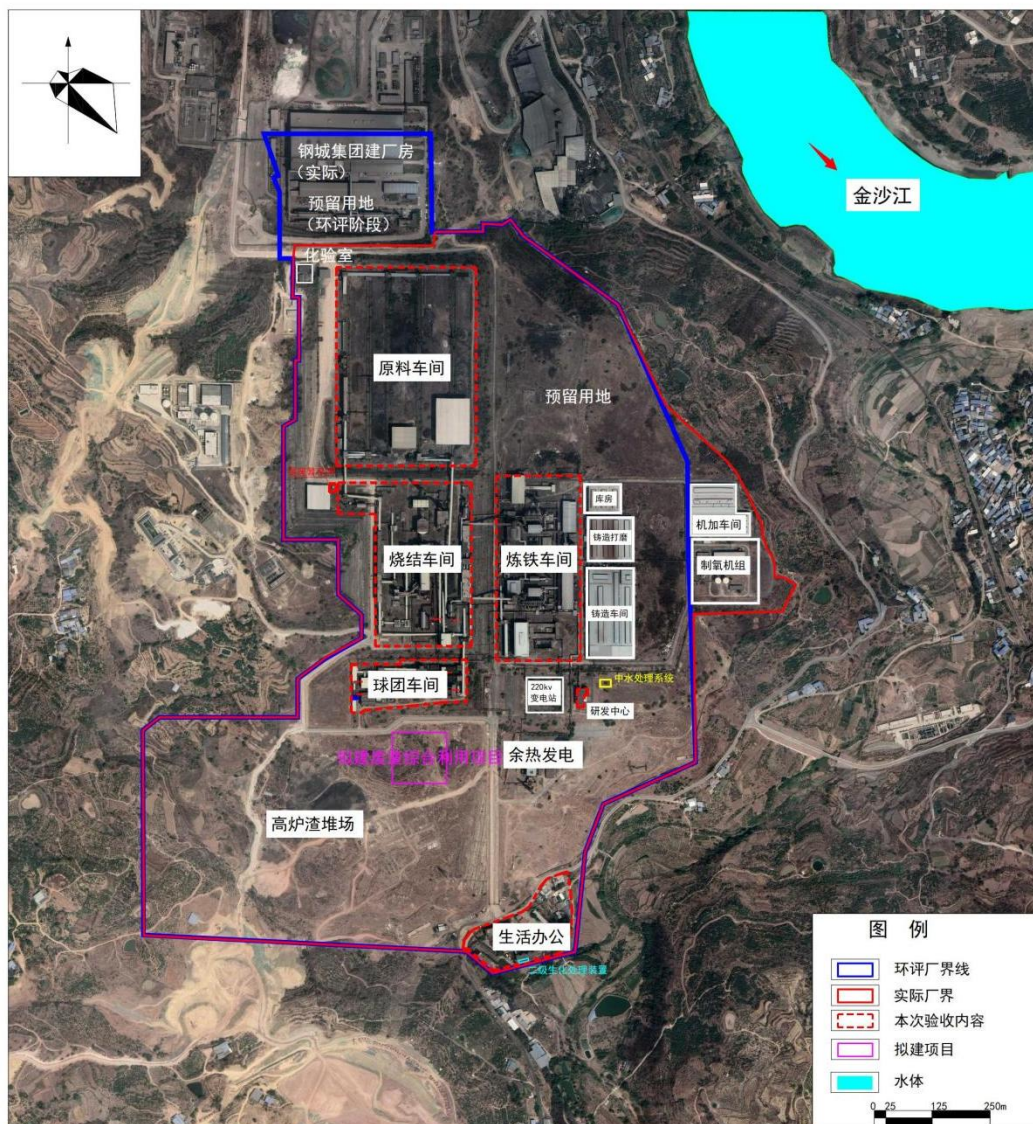 金沙江
钢城集团建厂房
(实际)
预留用地
(环评阶段)
化验室
原料车间
预留用地
库房
机加车间
铸造打磨
烧结车间
炼铁车间
制氧机组
铸造车间
球团车间
220kv
变电站
中水处理系统
研发中心
余热发电
高炉渣堆场
生活办公
二级生化处理装置
图 例
环评厂界线
实际厂界
本次验收内容
拟建项目
水体
0 25 125 250m